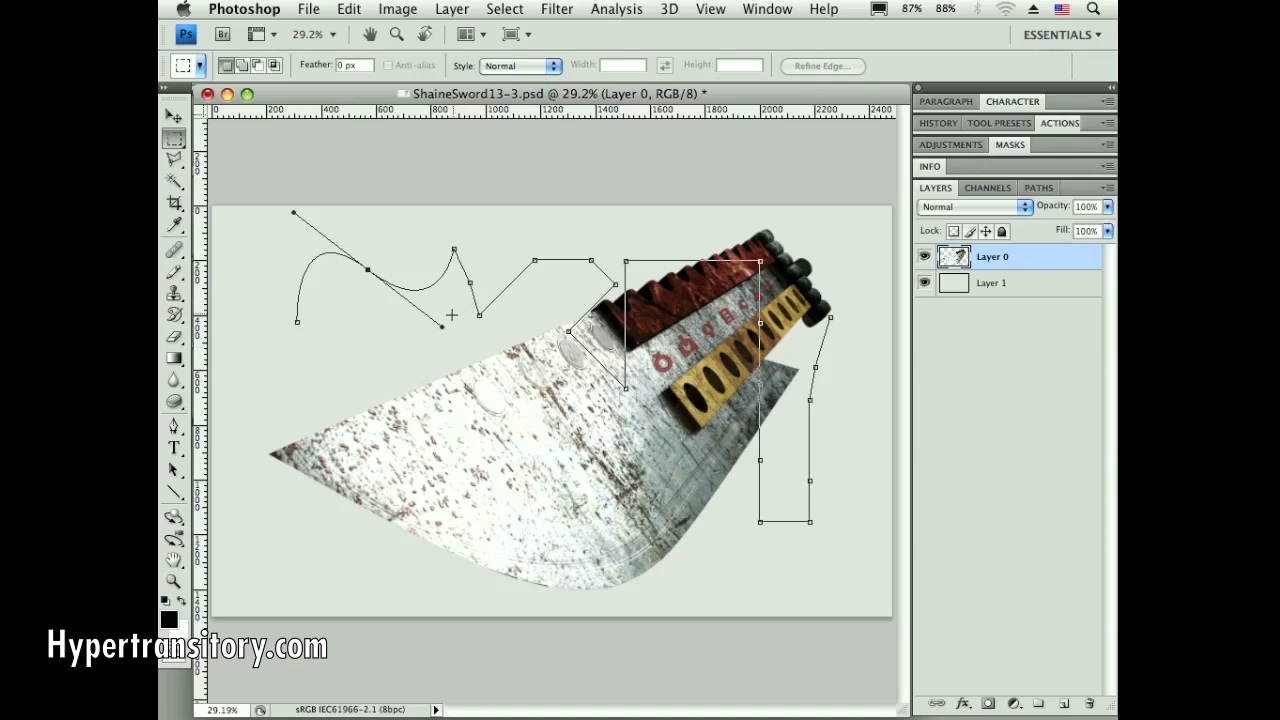 Photoshop File Edit Image Layer Select Filter Analysis 3D View Window Help 87% 88%
Ps Br 29.2% ESSENTIALS
Feather: 0 px Anti-alias Style: Normal Width: Height: Refine Edge...
ShaineSword13-3.psd @ 29.2% (Layer 0, RGB/8) *
0 200 400 600 800 1000 1200 1400 1600 1800 2000 2200 2400
PARAGRAPH CHARACTER
HISTORY TOOL PRESETS ACTIONS
ADJUSTMENTS MASKS
INFO
LAYERS CHANNELS PATHS
Normal Opacity: 100%
Lock: Fill: 100%
Layer 0
Layer 1
T
Hypertransitory.com
29.19% sRGB IEC61966-2.1 (8bpc)
fx